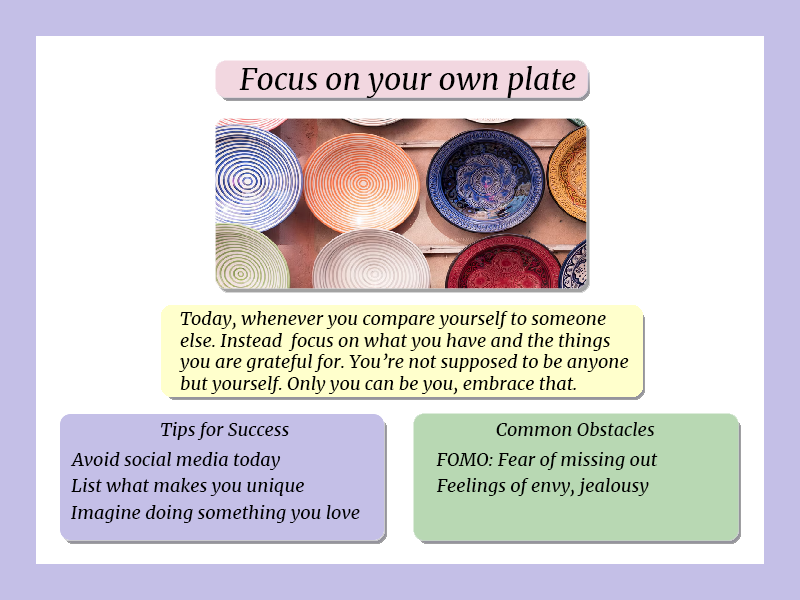 Focus on your own plate
Today, whenever you compare yourself to someone
else. Instead  focus on what you have and the things
you are grateful for. You’re not supposed to be anyone
but yourself. Only you can be you, embrace that.
Tips for Success
Avoid social media today
List what makes you unique
Imagine doing something you love
Common Obstacles
FOMO: Fear of missing out
Feelings of envy, jealousy